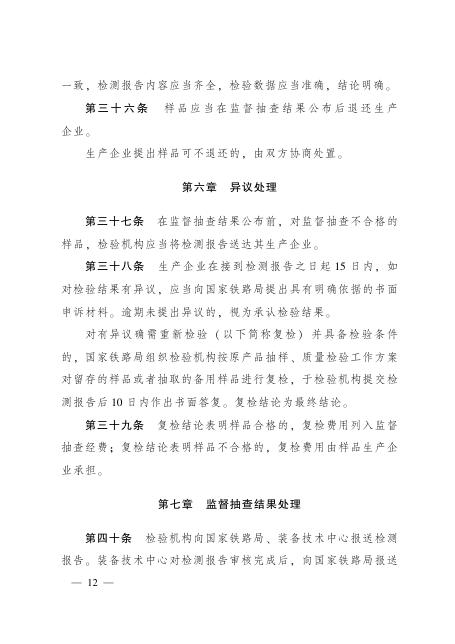 一致，检测报告内容应当齐全，检验数据应当准确，结论明确。
第三十六条　样品应当在监督抽查结果公布后退还生产
企业。
生产企业提出样品可不退还的，由双方协商处置。
第六章　异议处理
第三十七条　在监督抽查结果公布前，对监督抽查不合格的
样品，检验机构应当将检测报告送达其生产企业。
第三十八条　生产企业在接到检测报告之日起 15 日内，如
对检验结果有异议，应当向国家铁路局提出具有明确依据的书面
申诉材料。逾期未提出异议的，视为承认检验结果。
对有异议确需重新检验（以下简称复检）并具备检验条件
的，国家铁路局组织检验机构按原产品抽样、质量检验工作方案
对留存的样品或者抽取的备用样品进行复检，于检验机构提交检
测报告后 10 日内作出书面答复。复检结论为最终结论。
第三十九条　复检结论表明样品合格的，复检费用列入监督
抽查经费；复检结论表明样品不合格的，复检费用由样品生产企
业承担。
第七章　监督抽查结果处理
第四十条　检验机构向国家铁路局、装备技术中心报送检测
报告。装备技术中心对检测报告审核完成后，向国家铁路局报送
— 12 —